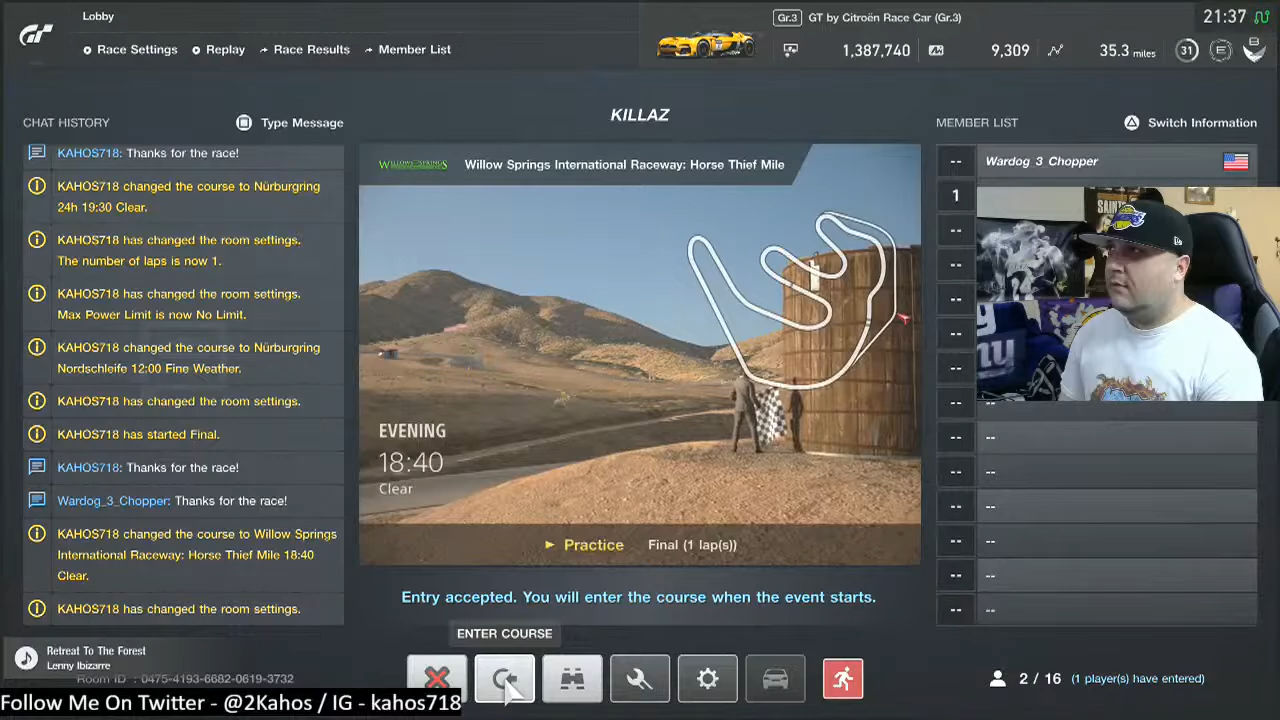 Lobby
Race Settings
Replay
Race Results
Member List
Gr.3
GT by Citroën Race Car (Gr.3)
21:37
1,387,740
9,309
35.3 miles
31
E
B
CHAT HISTORY
Type Message
KILLAZ
MEMBER LIST
Switch Information
KAHOS718: Thanks for the race!
KAHOS718 changed the course to Nürburgring
24h 19:30 Clear.
KAHOS718 has changed the room settings.
The number of laps is now 1.
KAHOS718 has changed the room settings.
Max Power Limit is now No Limit.
KAHOS718 changed the course to Nürburgring
Nordschleife 12:00 Fine Weather.
KAHOS718 has changed the room settings.
KAHOS718 has started Final.
KAHOS718: Thanks for the race!
Wardog_3_Chopper: Thanks for the race!
KAHOS718 changed the course to Willow Springs
International Raceway: Horse Thief Mile 18:40
Clear.
KAHOS718 has changed the room settings.
WILLOW SPRINGS
Willow Springs International Raceway: Horse Thief Mile
EVENING
18:40
Clear
Practice
Final (1 lap(s))
-- Wardog 3 Chopper
1
--
--
--
--
--
-- --
-- --
-- --
-- --
-- --
-- --
-- --
SAINTS
Entry accepted. You will enter the course when the event starts.
ENTER COURSE
Retreat To The Forest
Lenny Ibizarre
Room ID : 0475-4193-6682-0619-3732
2 / 16
(1 player(s) have entered)
Follow Me On Twitter - @2Kahos / IG - kahos718